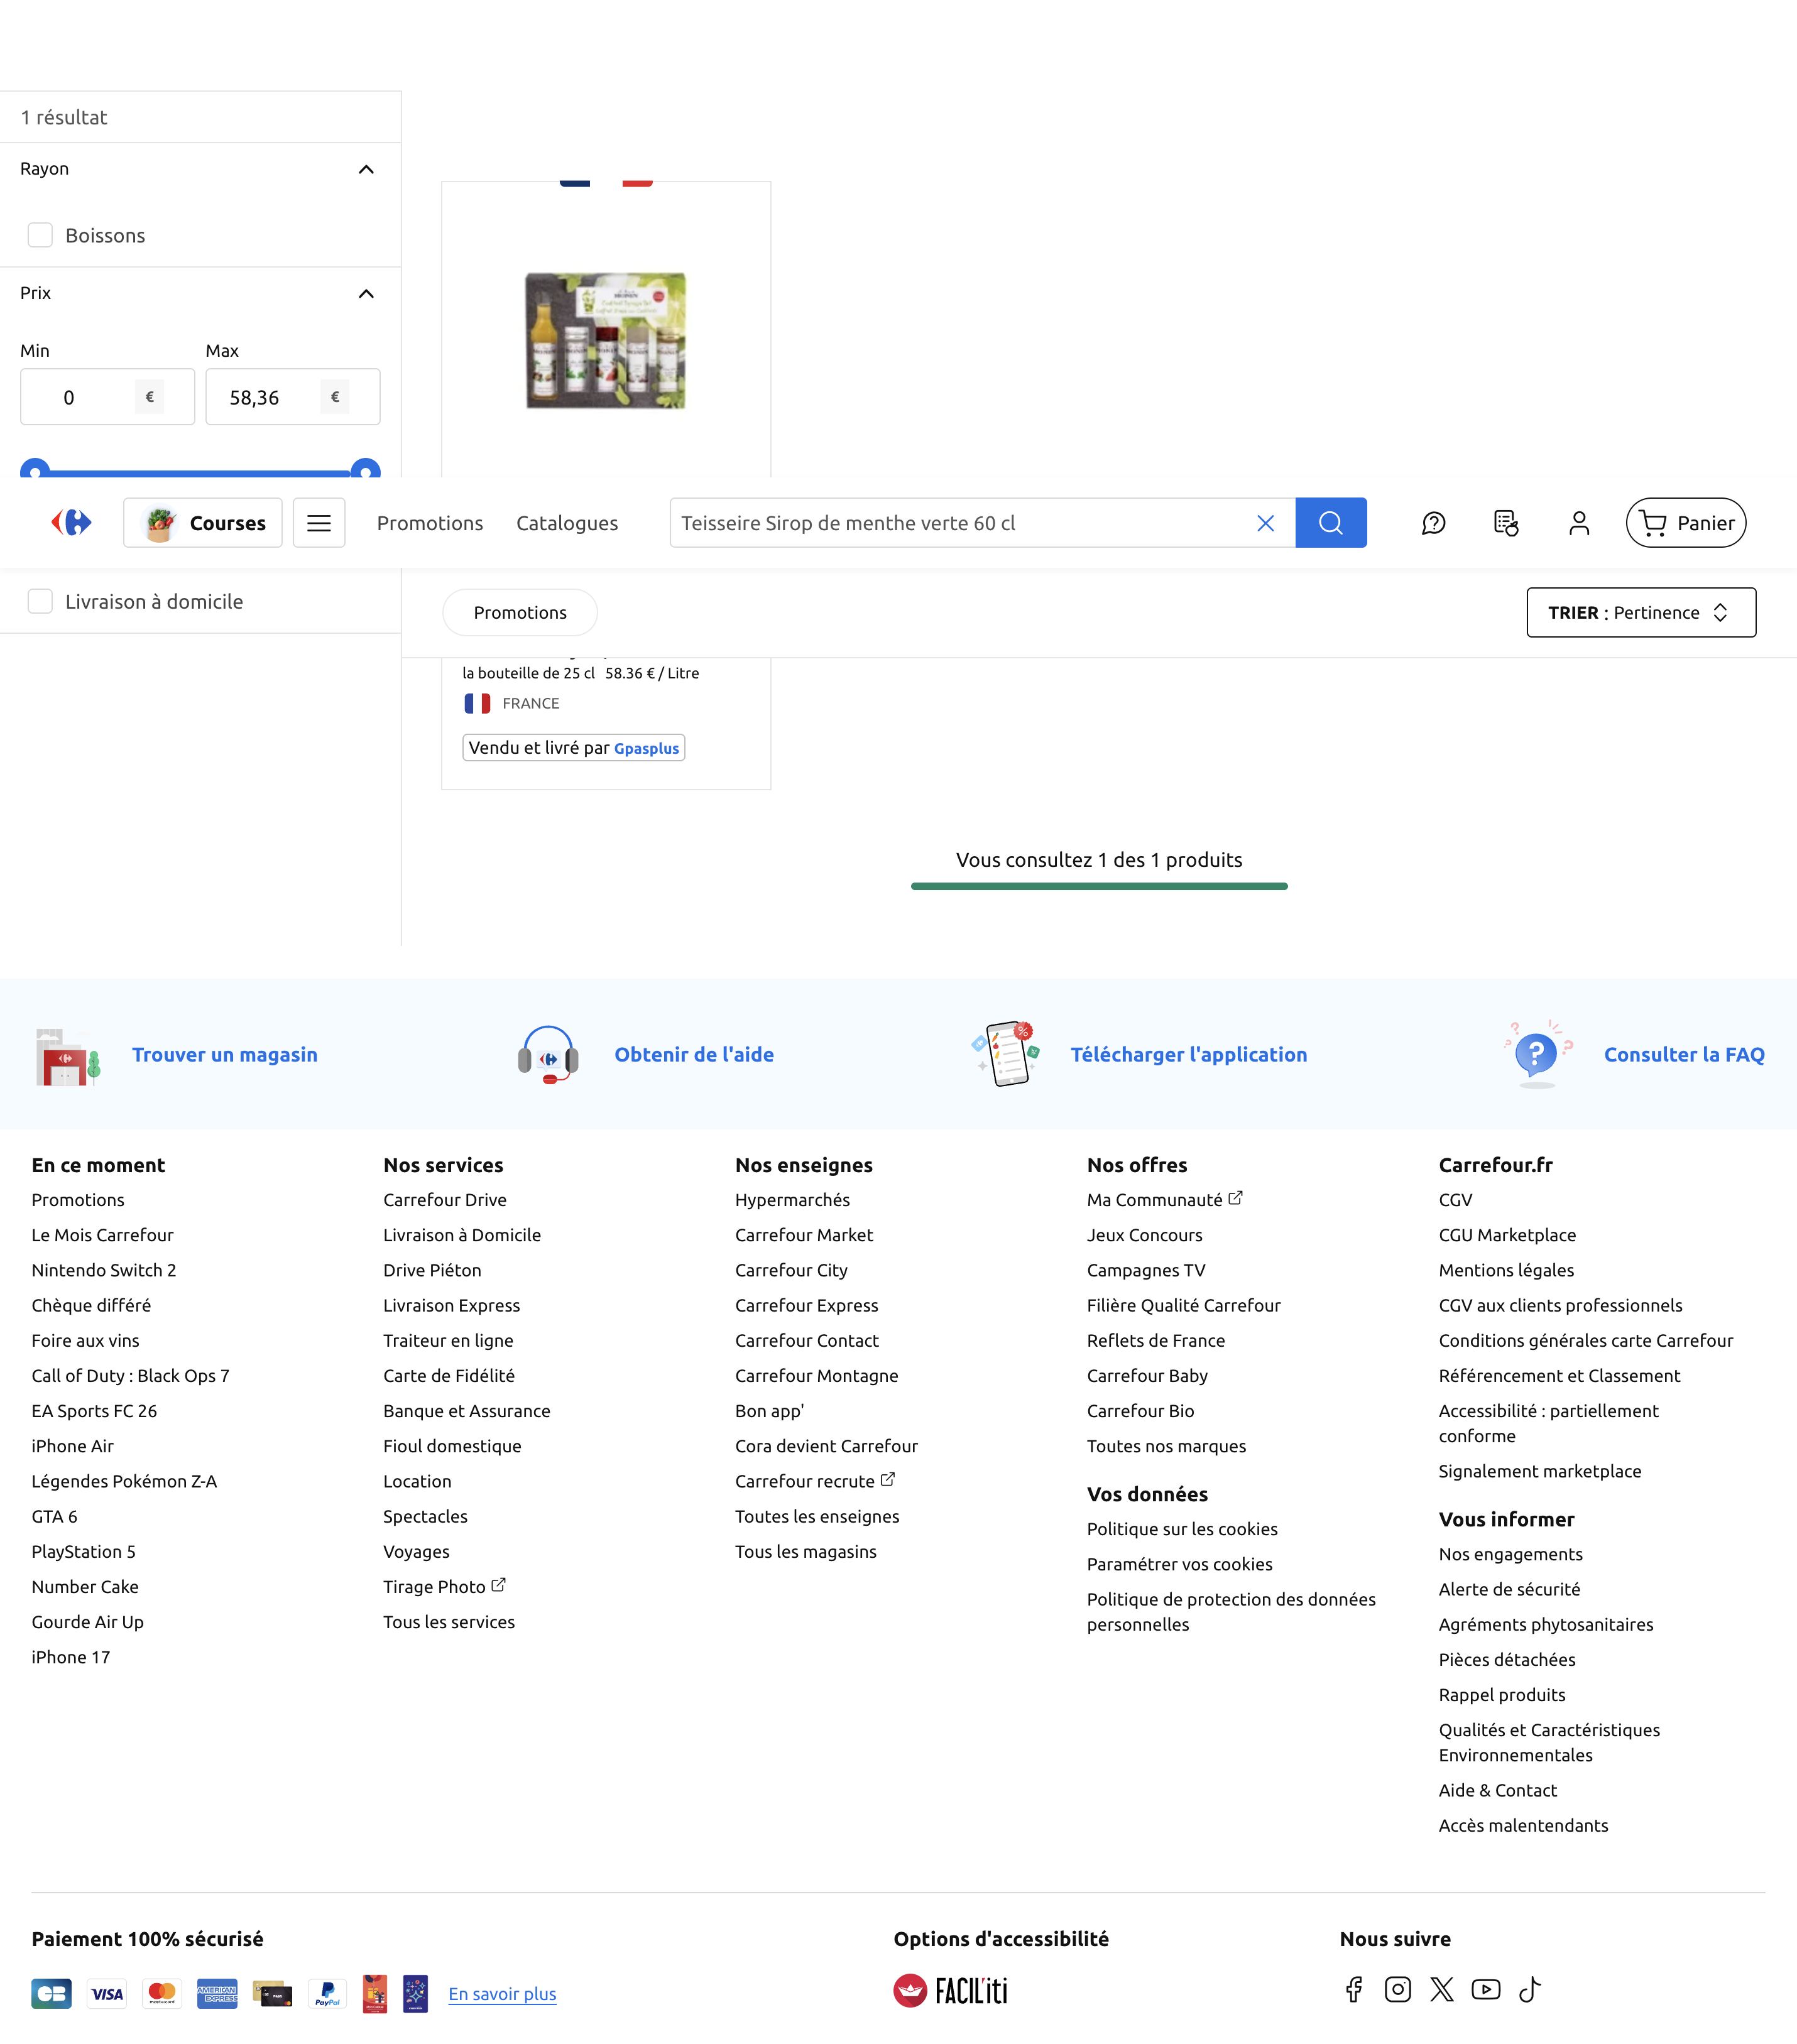 1 résultat
Rayon
Boissons
Prix
Min
Max
0 €
58,36 €
Courses
Promotions
Catalogues
Teisseire Sirop de menthe verte 60 cl
Panier
Livraison à domicile
Promotions
TRIER : Pertinence
la bouteille de 25 cl 58.36 € / Litre
FRANCE
Vendu et livré par Gpasplus
Vous consultez 1 des 1 produits
Trouver un magasin
Obtenir de l'aide
Télécharger l'application
Consulter la FAQ
En ce moment
Promotions
Le Mois Carrefour
Nintendo Switch 2
Chèque différé
Foire aux vins
Call of Duty : Black Ops 7
EA Sports FC 26
iPhone Air
Légendes Pokémon Z-A
GTA 6
PlayStation 5
Number Cake
Gourde Air Up
iPhone 17
Nos services
Carrefour Drive
Livraison à Domicile
Drive Piéton
Livraison Express
Traiteur en ligne
Carte de Fidélité
Banque et Assurance
Fioul domestique
Location
Spectacles
Voyages
Tirage Photo
Tous les services
Nos enseignes
Hypermarchés
Carrefour Market
Carrefour City
Carrefour Express
Carrefour Contact
Carrefour Montagne
Bon app'
Cora devient Carrefour
Carrefour recrute
Toutes les enseignes
Tous les magasins
Nos offres
Ma Communauté
Jeux Concours
Campagnes TV
Filière Qualité Carrefour
Reflets de France
Carrefour Baby
Carrefour Bio
Toutes nos marques
Vos données
Politique sur les cookies
Paramétrer vos cookies
Politique de protection des données
personnelles
Carrefour.fr
CGV
CGU Marketplace
Mentions légales
CGV aux clients professionnels
Conditions générales carte Carrefour
Référencement et Classement
Accessibilité : partiellement
conforme
Signalement marketplace
Vous informer
Nos engagements
Alerte de sécurité
Agréments phytosanitaires
Pièces détachées
Rappel produits
Qualités et Caractéristiques
Environnementales
Aide & Contact
Accès malentendants
Paiement 100% sécurisé
CB
VISA
mastercard
AMERICAN
EXPRESS
PayPal
En savoir plus
Options d'accessibilité
FACIL'iti
Nous suivre